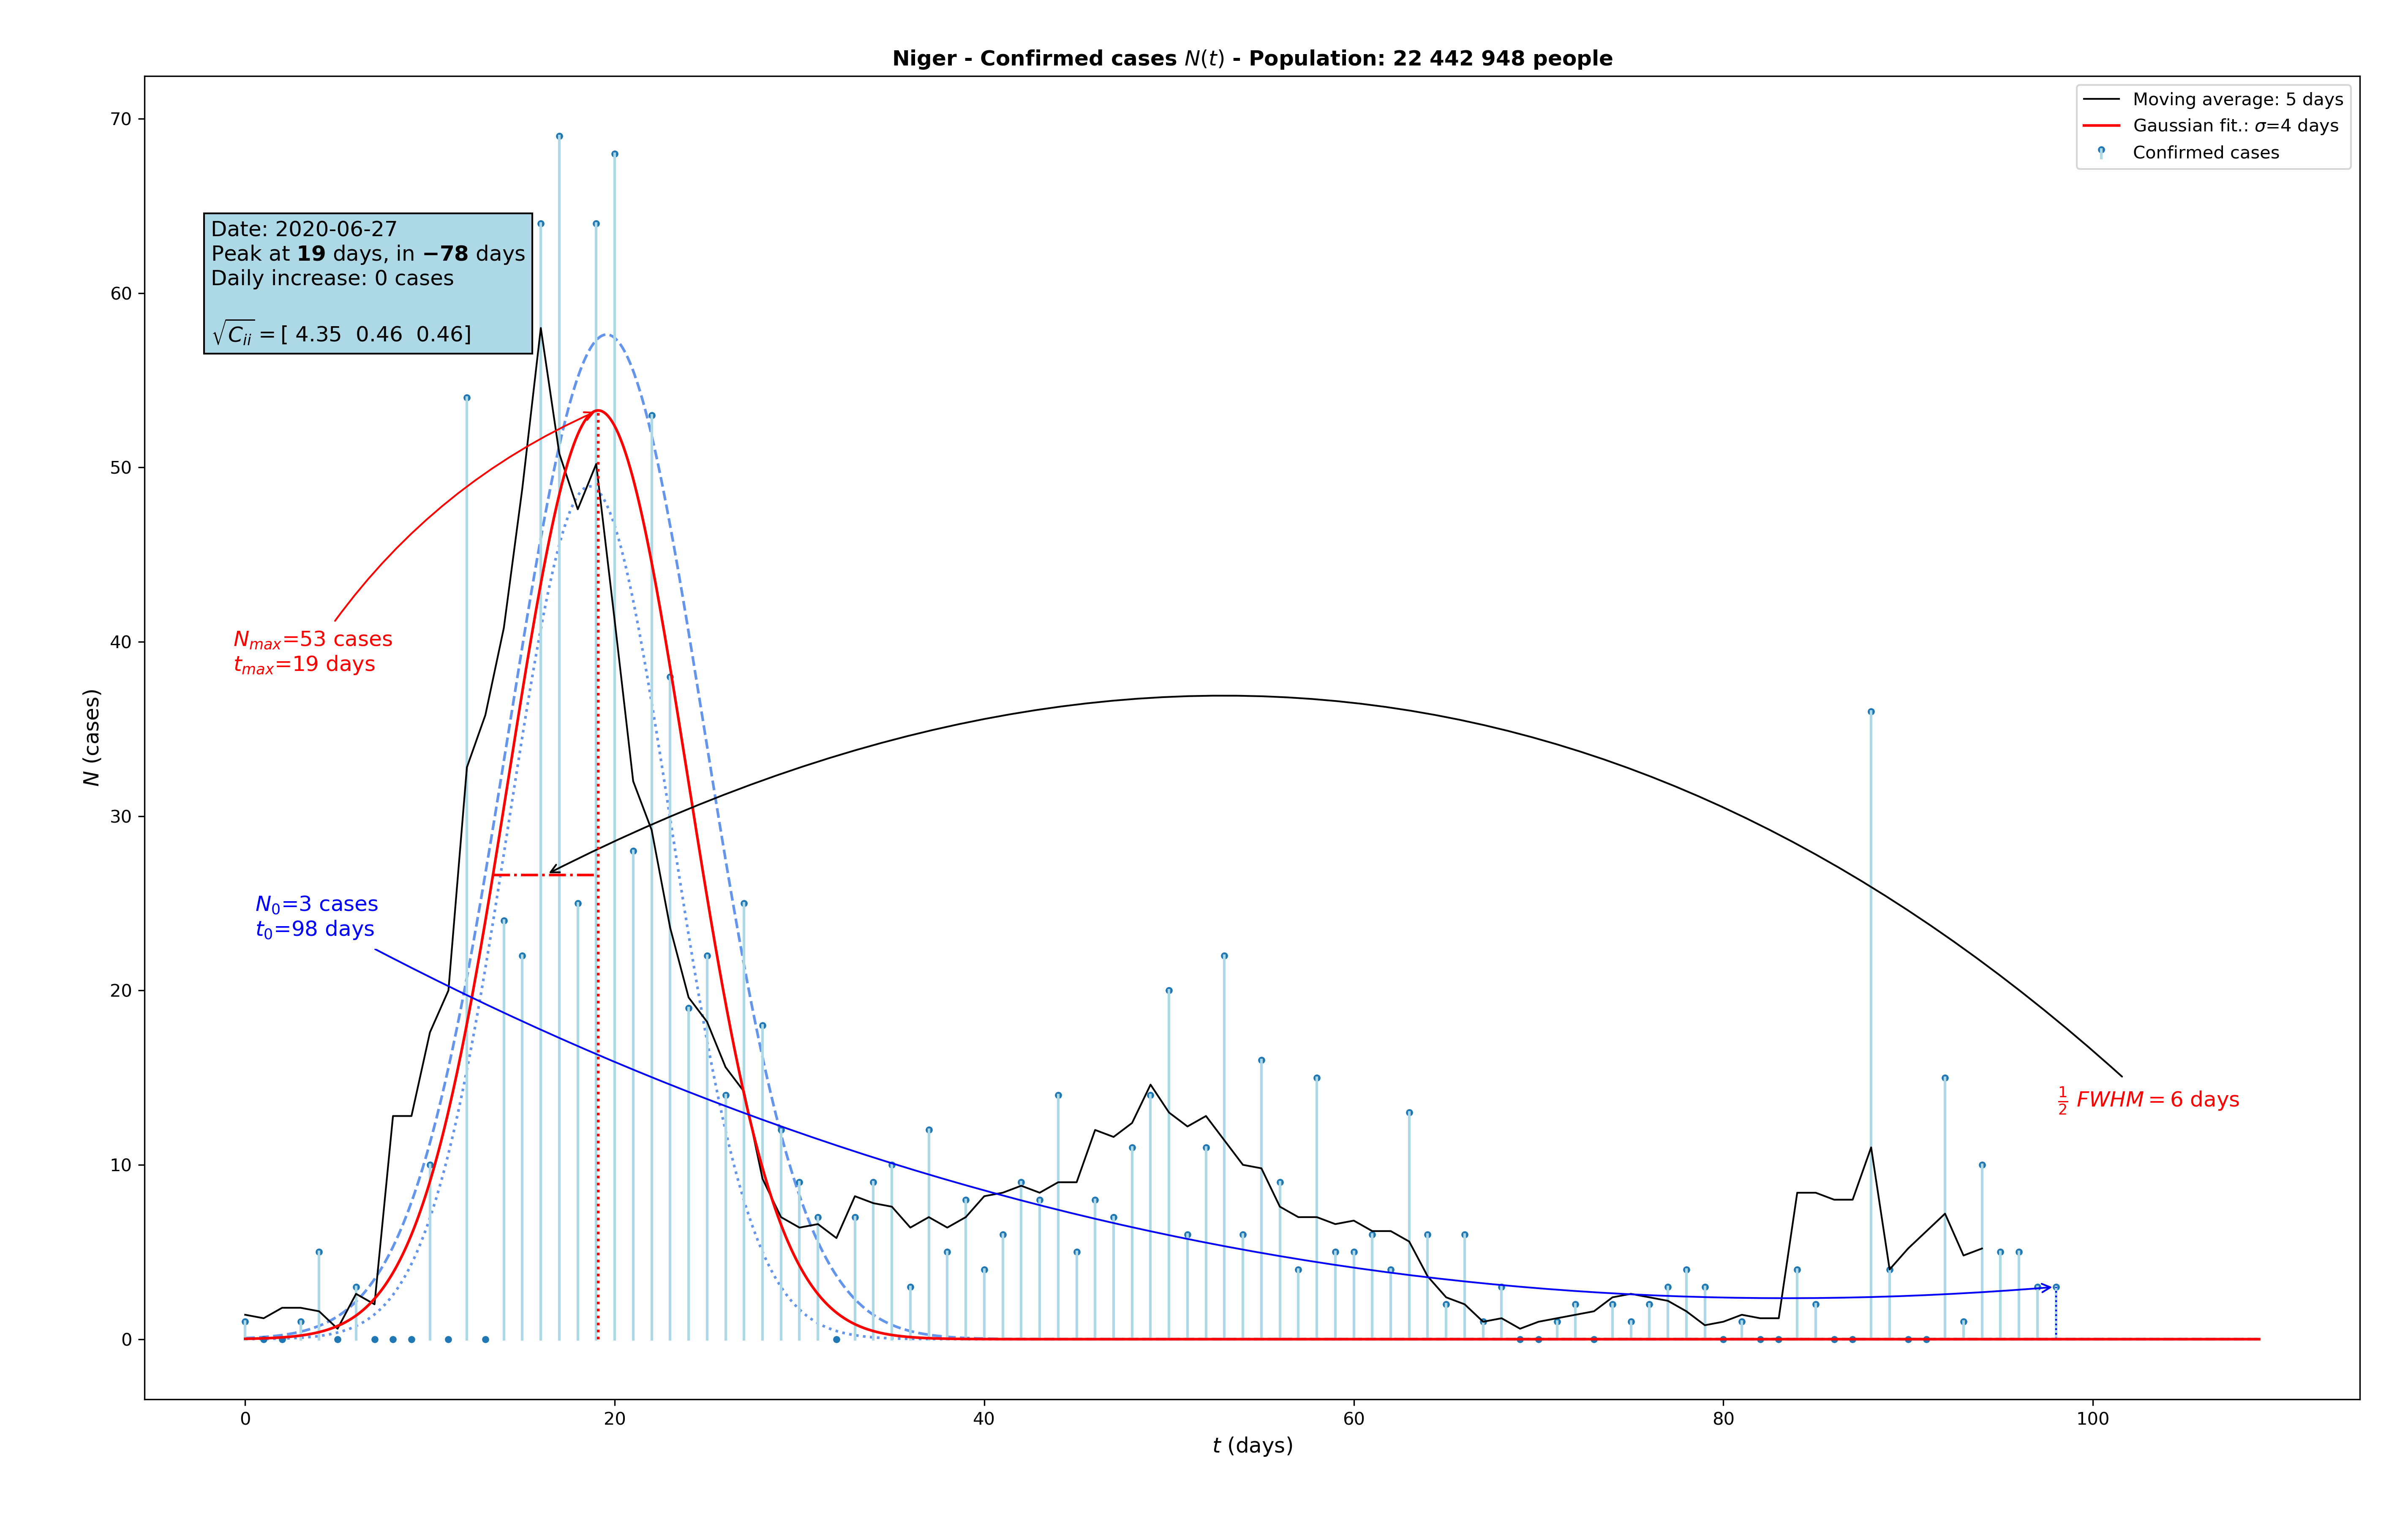 Niger - Confirmed cases N(t) - Population: 22 442 948 people
Moving average: 5 days
Gaussian fit.: σ=4 days
Confirmed cases
Date: 2020-06-27
Peak at 19 days, in −78 days
Daily increase: 0 cases
√C_ii = [ 4.35 0.46 0.46]
N_max=53 cases
t_max=19 days
N_0=3 cases
t_0=98 days
½ FWHM = 6 days
N (cases)
70
60
50
40
30
20
10
0
0 20 40 60 80 100
t (days)